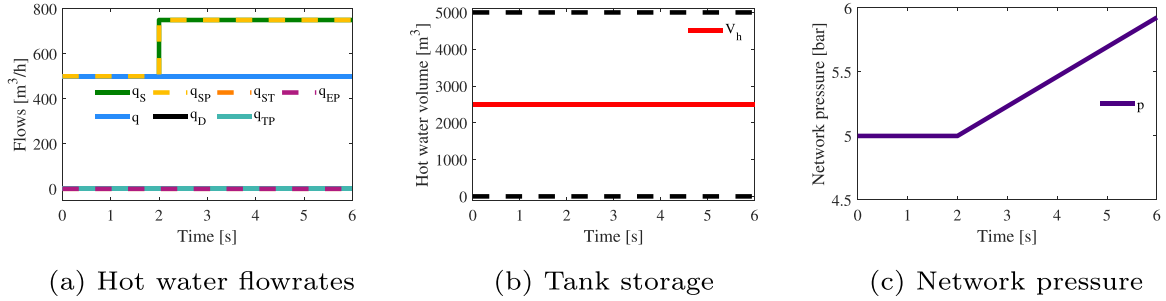 800
600
400
200
0
Flows [m³/h]
q_S q_SP q_ST q_EP
q q_D q_TP
0 1 2 3 4 5 6
Time [s]
(a) Hot water flowrates
5000
4000
3000
2000
1000
0
Hot water volume [m³]
V_h
0 1 2 3 4 5 6
Time [s]
(b) Tank storage
6
5.5
5
4.5
Network pressure [bar]
p
0 1 2 3 4 5 6
Time [s]
(c) Network pressure